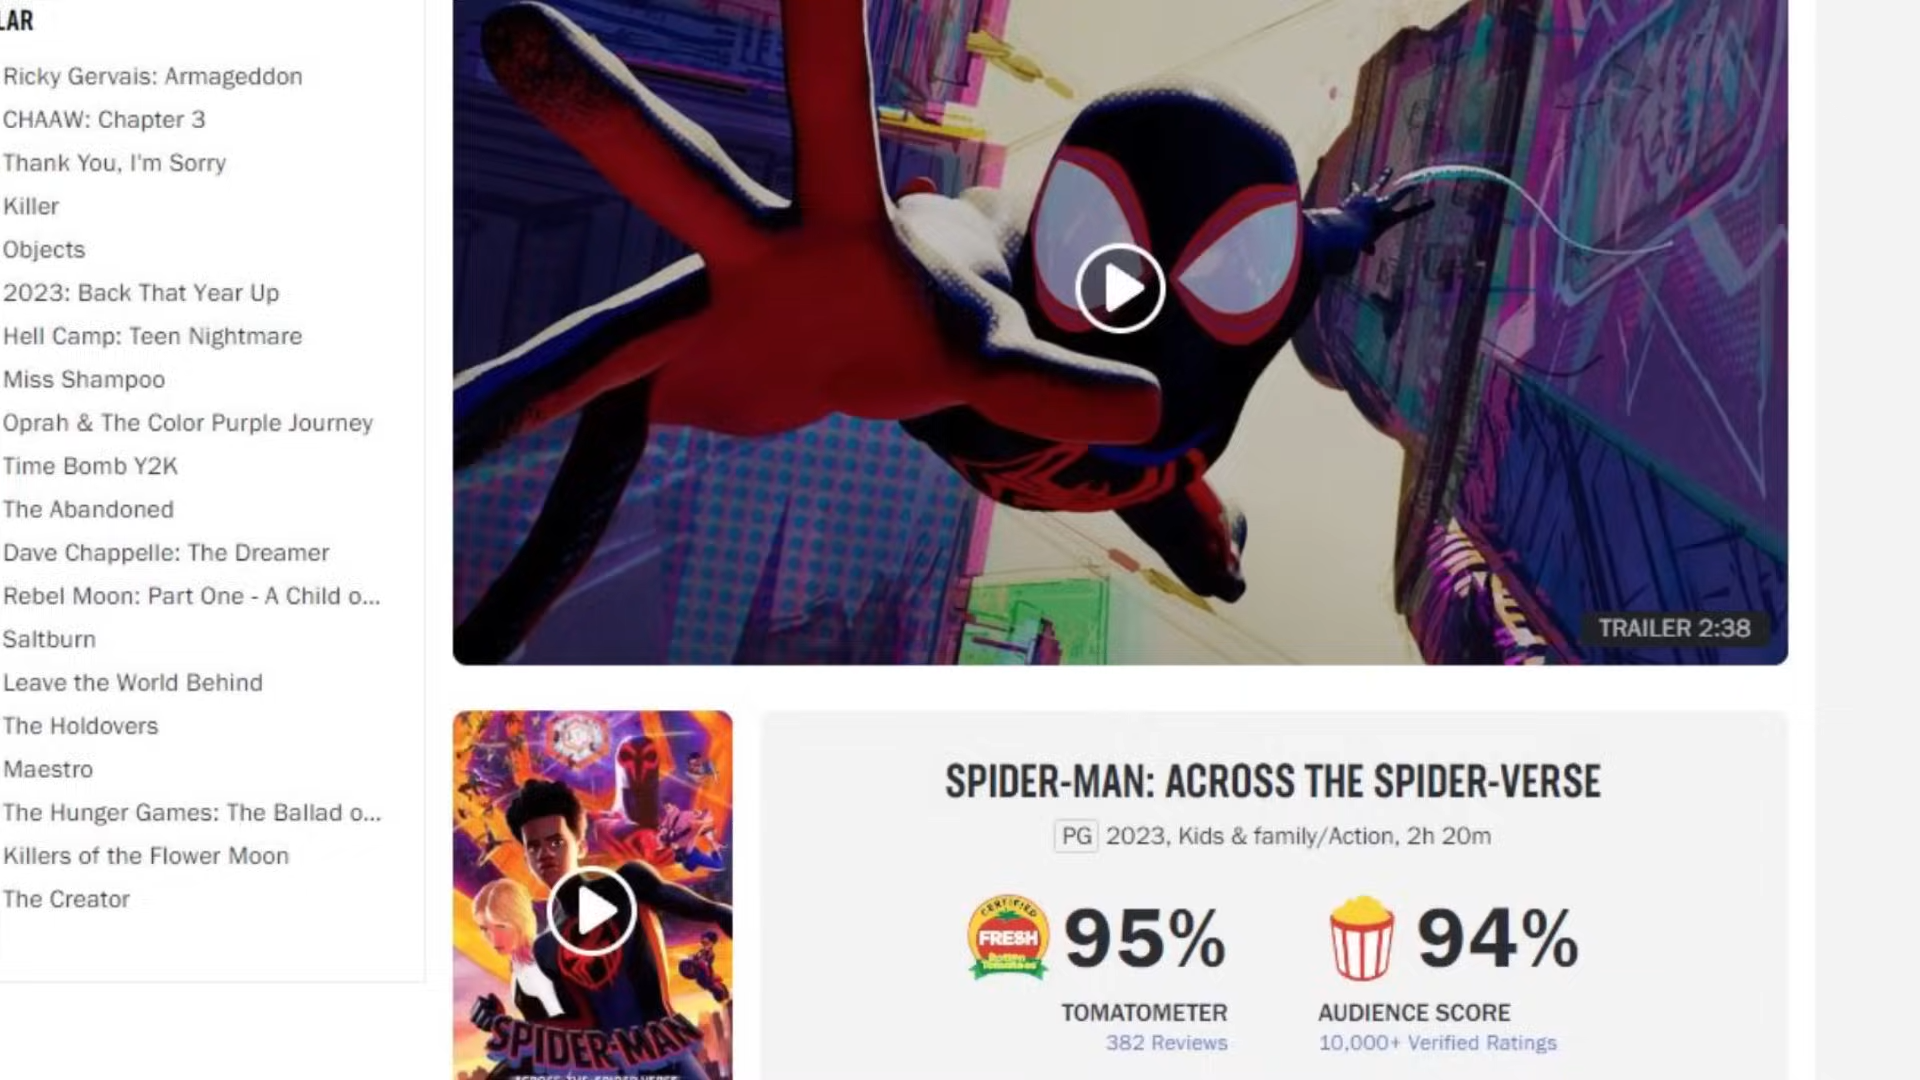 LAR
Ricky Gervais: Armageddon
CHAAW: Chapter 3
Thank You, I'm Sorry
Killer
Objects
2023: Back That Year Up
Hell Camp: Teen Nightmare
Miss Shampoo
Oprah & The Color Purple Journey
Time Bomb Y2K
The Abandoned
Dave Chappelle: The Dreamer
Rebel Moon: Part One - A Child o...
Saltburn
Leave the World Behind
The Holdovers
Maestro
The Hunger Games: The Ballad o...
Killers of the Flower Moon
The Creator
TRAILER 2:38
SPIDER-MAN
ACROSS THE SPIDER-VERSE
SPIDER-MAN: ACROSS THE SPIDER-VERSE
PG 2023, Kids & family/Action, 2h 20m
CERTIFIED
FRESH
95%
94%
TOMATOMETER
AUDIENCE SCORE
382 Reviews
10,000+ Verified Ratings